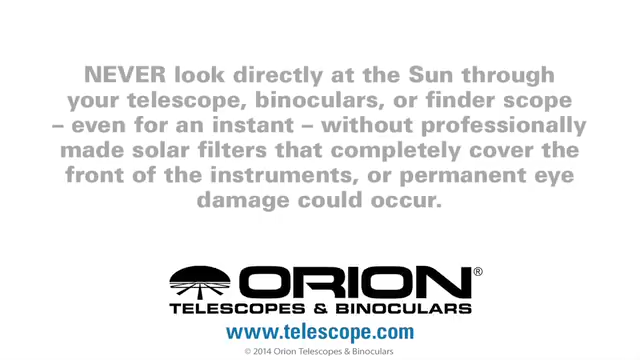 NEVER look directly at the Sun through
your telescope, binoculars, or finder scope
– even for an instant – without professionally
made solar filters that completely cover the
front of the instruments, or permanent eye
damage could occur.
ORION®
TELESCOPES & BINOCULARS
www.telescope.com
© 2014 Orion Telescopes & Binoculars